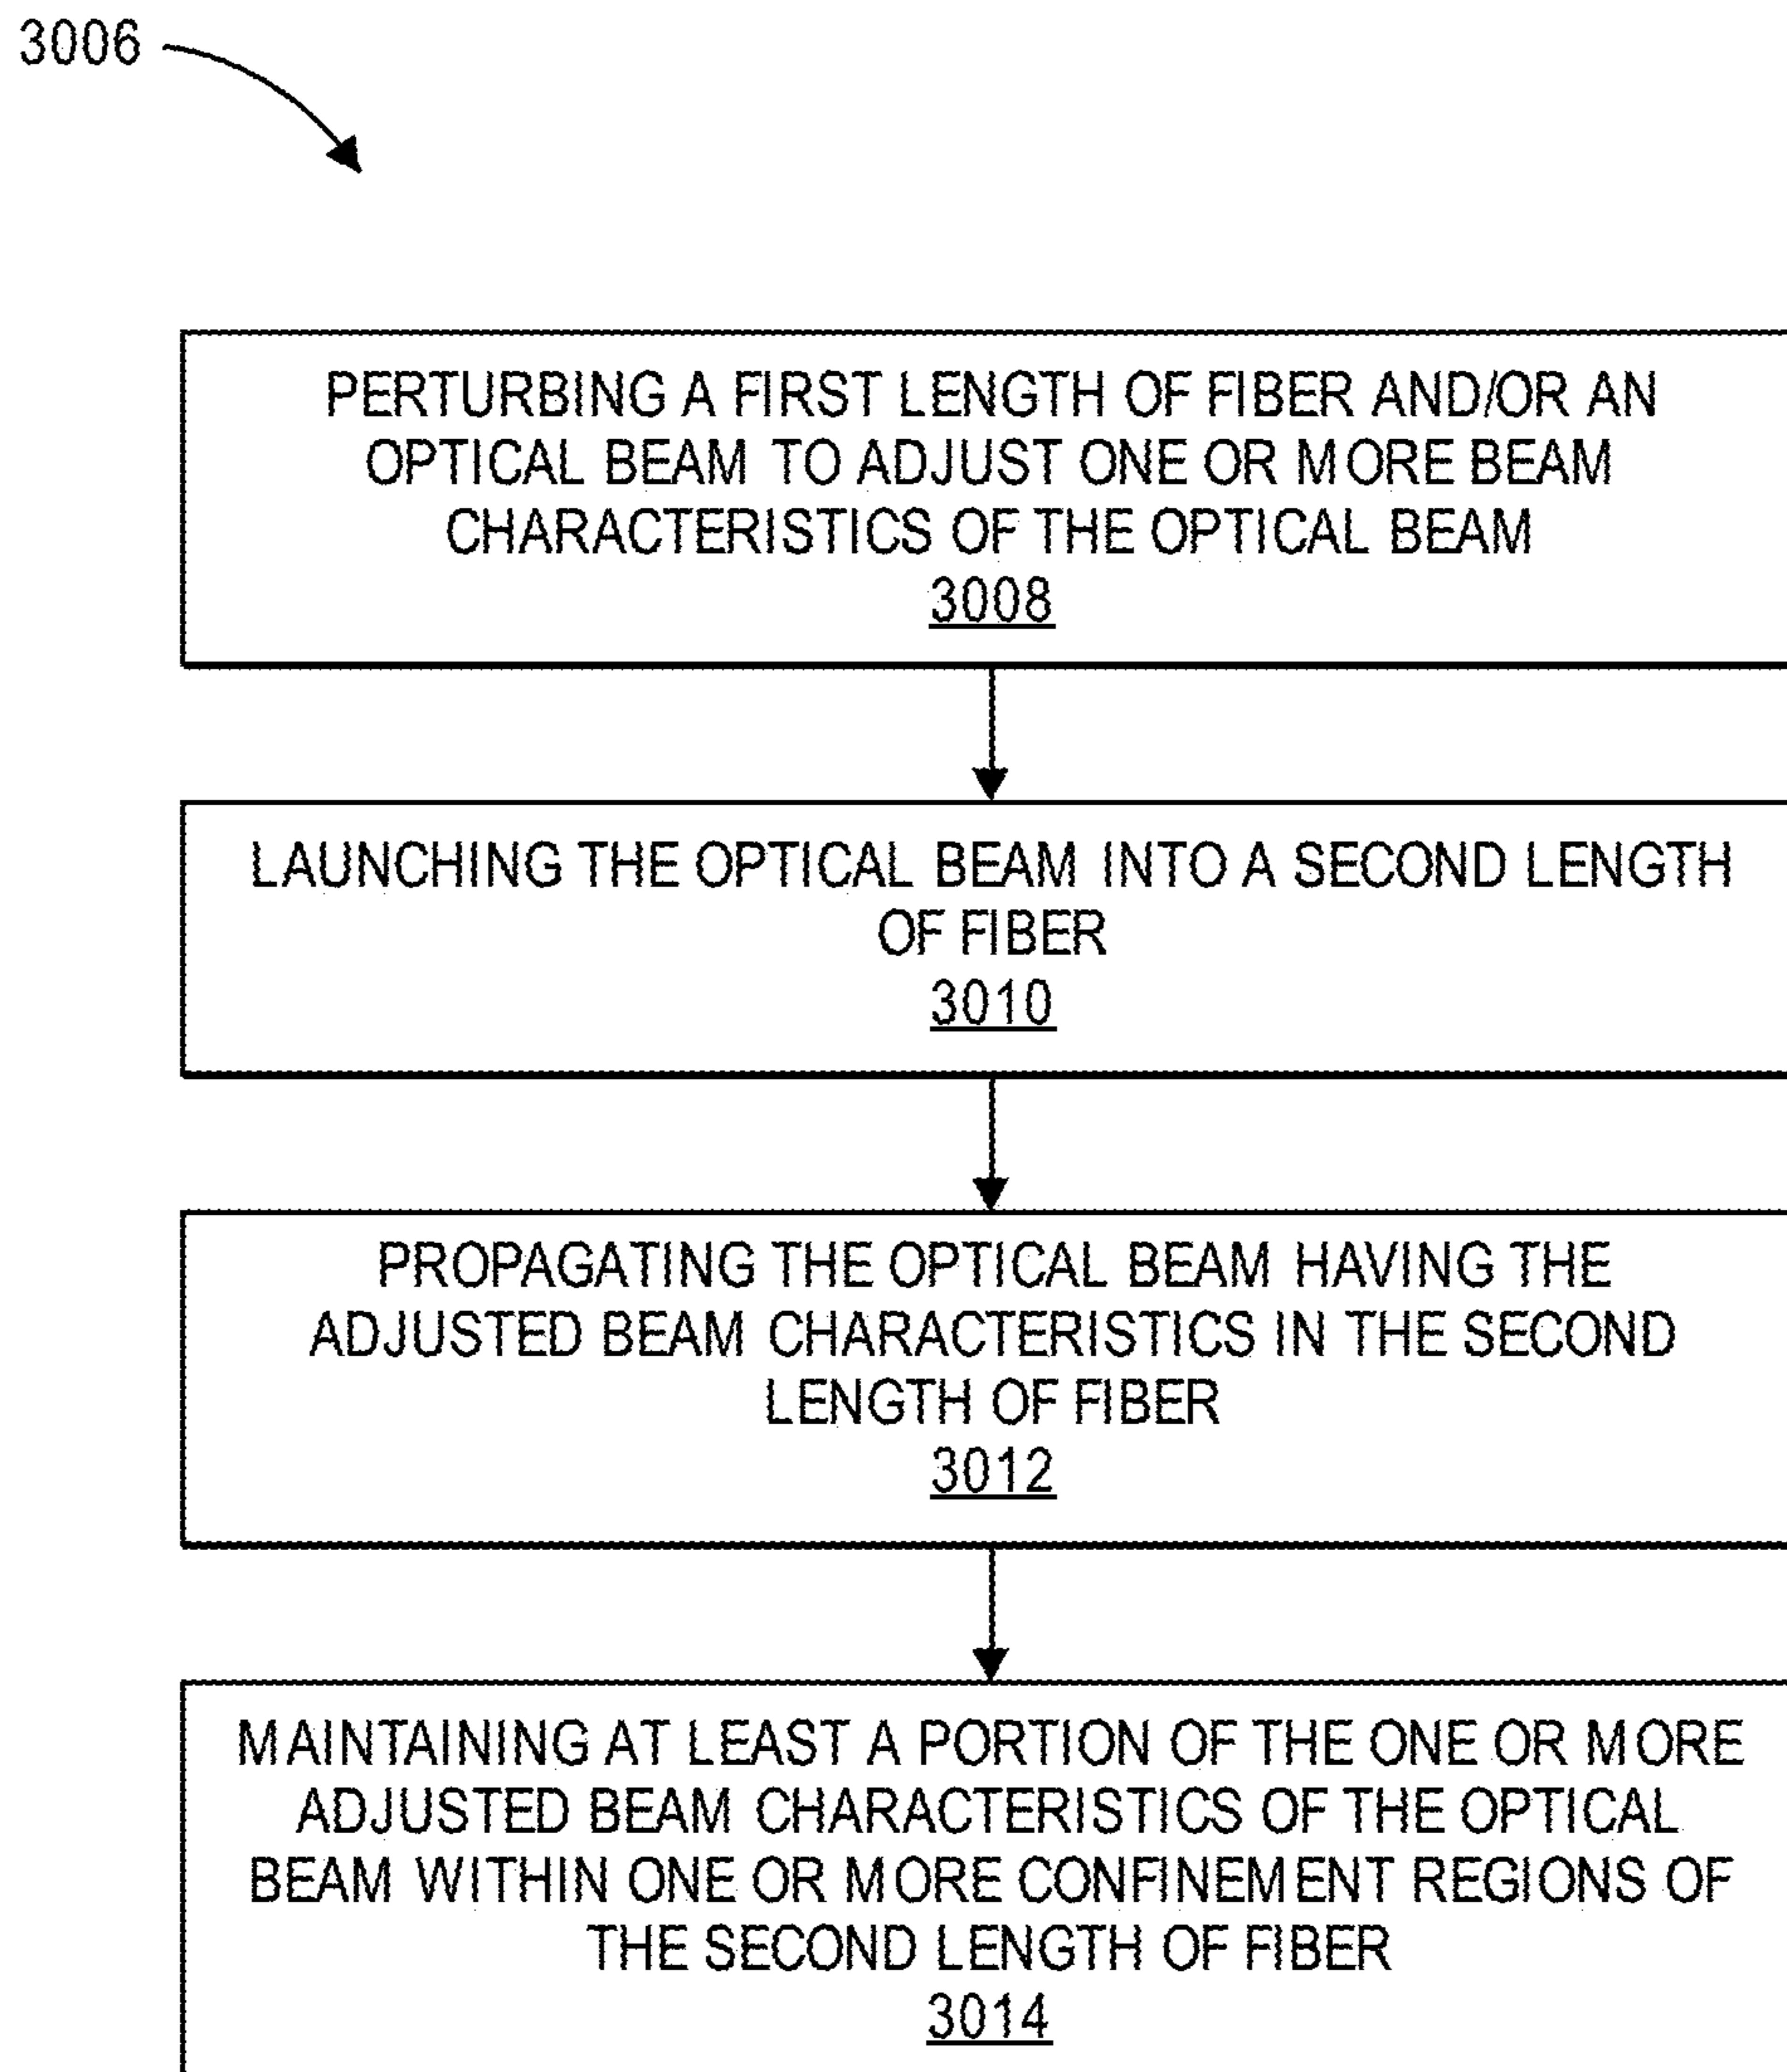 3006
PERTURBING A FIRST LENGTH OF FIBER AND/OR AN
OPTICAL BEAM TO ADJUST ONE OR MORE BEAM
CHARACTERISTICS OF THE OPTICAL BEAM
3008
LAUNCHING THE OPTICAL BEAM INTO A SECOND LENGTH
OF FIBER
3010
PROPAGATING THE OPTICAL BEAM HAVING THE
ADJUSTED BEAM CHARACTERISTICS IN THE SECOND
LENGTH OF FIBER
3012
MAINTAINING AT LEAST A PORTION OF THE ONE OR MORE
ADJUSTED BEAM CHARACTERISTICS OF THE OPTICAL
BEAM WITHIN ONE OR MORE CONFINEMENT REGIONS OF
THE SECOND LENGTH OF FIBER
3014